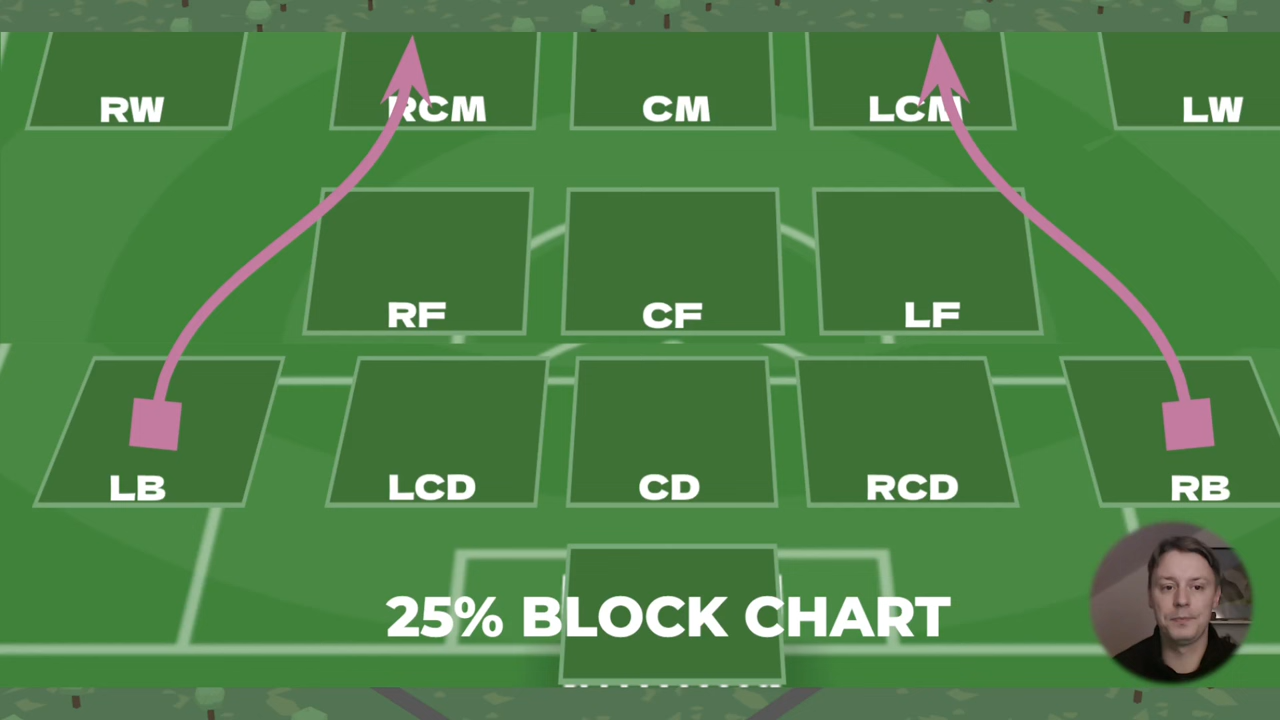 RW RCM CM LCM LW
RF CF LF
LB LCD CD RCD RB
25% BLOCK CHART